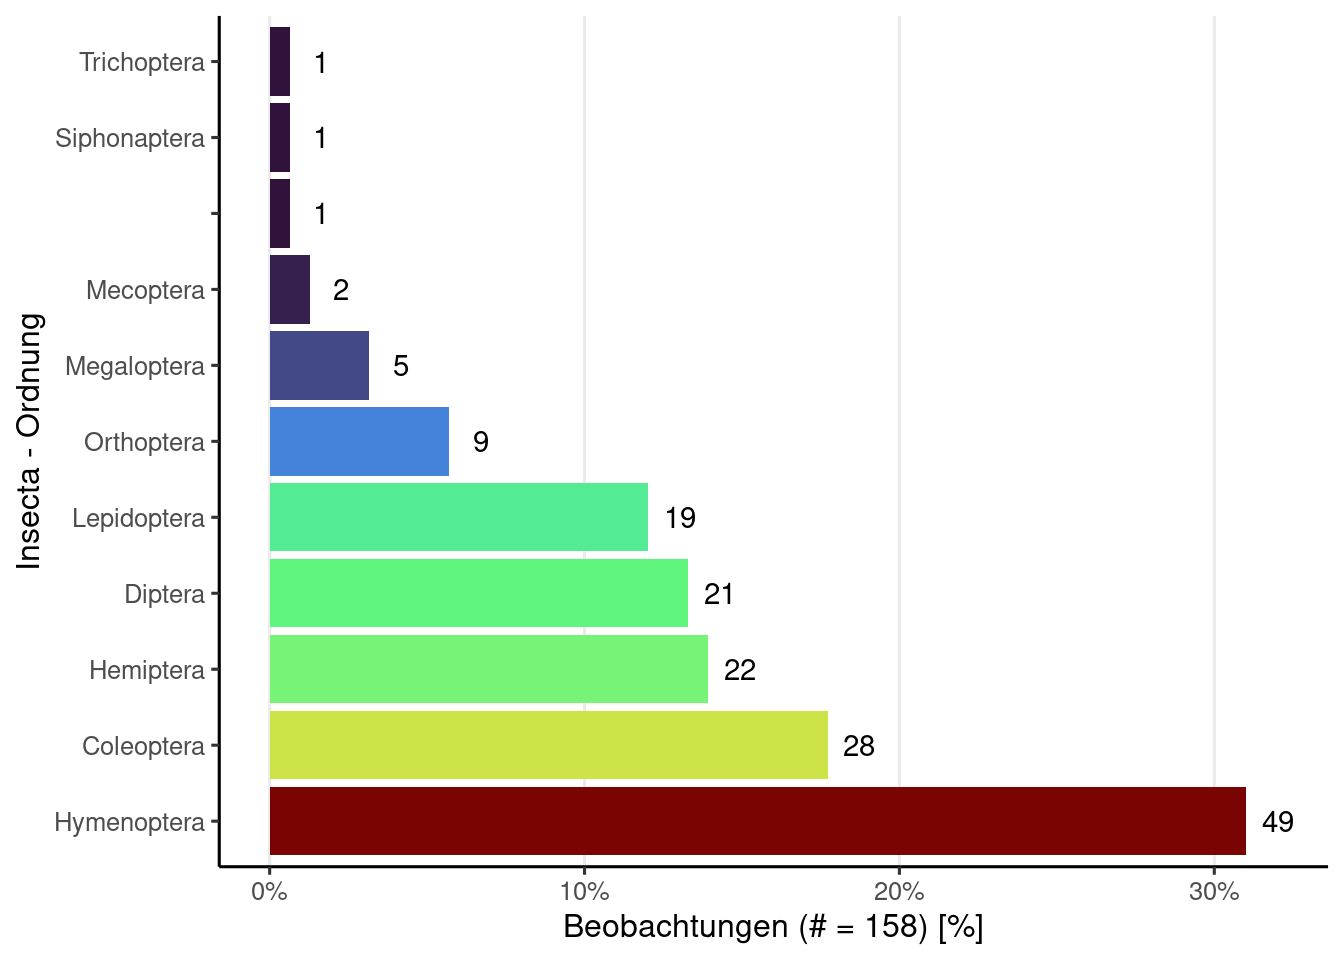 Trichoptera 1
Siphonaptera 1
1
Mecoptera 2
Megaloptera 5
Orthoptera 9
Lepidoptera 19
Diptera 21
Hemiptera 22
Coleoptera 28
Hymenoptera 49
Insecta - Ordnung
0% 10% 20% 30%
Beobachtungen (# = 158) [%]